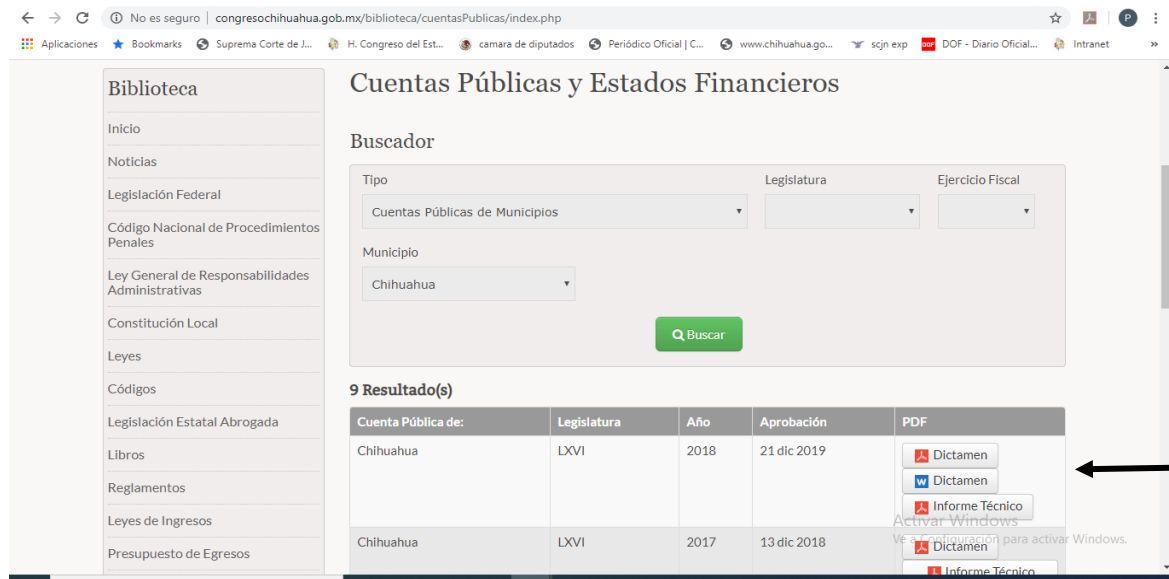 No es seguro | congresochihuahua.gob.mx/biblioteca/cuentasPublicas/index.php
P
Aplicaciones Bookmarks Suprema Corte de J... H. Congreso del Est... camara de diputados Periódico Oficial | C... www.chihuahua.go... scjn exp DOF DOF - Diario Oficial... Intranet »
Biblioteca
Inicio
Noticias
Legislación Federal
Código Nacional de Procedimientos
Penales
Ley General de Responsabilidades
Administrativas
Constitución Local
Leyes
Códigos
Legislación Estatal Abrogada
Libros
Reglamentos
Leyes de Ingresos
Presupuesto de Egresos
Cuentas Públicas y Estados Financieros
Buscador
Tipo Legislatura Ejercicio Fiscal
Cuentas Públicas de Municipios
Municipio
Chihuahua
Buscar
9 Resultado(s)
Cuenta Pública de: Legislatura Año Aprobación PDF
Chihuahua LXVI 2018 21 dic 2019 Dictamen
W Dictamen
Informe Técnico
Chihuahua LXVI 2017 13 dic 2018 Dictamen
Informe Técnico
Activar Windows
Ve a Configuración para activar Windows.